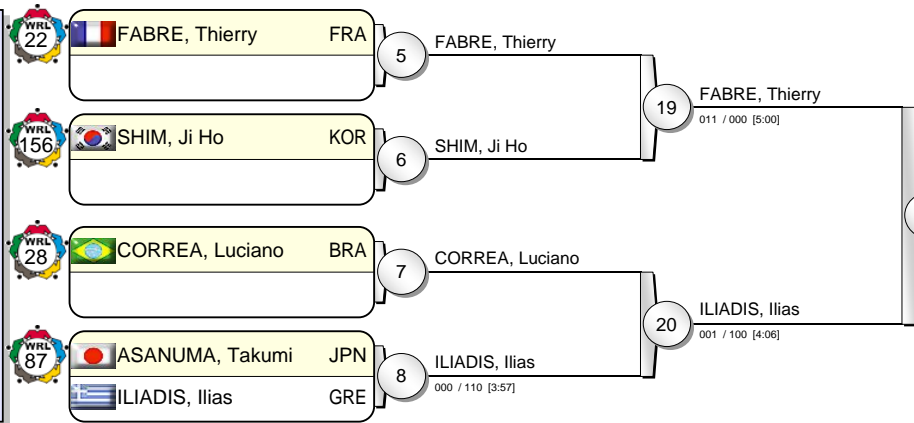 WRL
22
FABRE, Thierry FRA
5
FABRE, Thierry
19
FABRE, Thierry
011 / 000 [5:00]
WRL
156
SHIM, Ji Ho KOR
6
SHIM, Ji Ho
WRL
28
CORREA, Luciano BRA
7
CORREA, Luciano
20
ILIADIS, Ilias
001 / 100 [4:06]
WRL
87
ASANUMA, Takumi JPN
ILIADIS, Ilias GRE
8
ILIADIS, Ilias
000 / 110 [3:57]